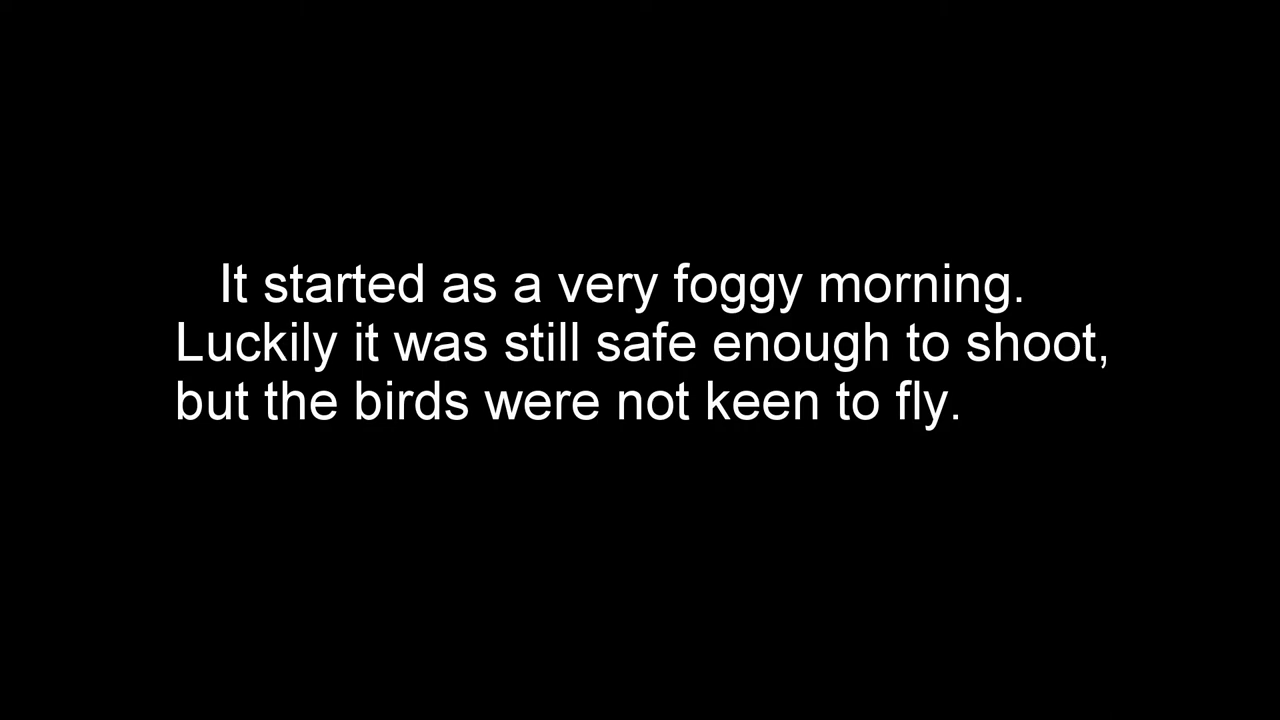 It started as a very foggy morning.
Luckily it was still safe enough to shoot,
but the birds were not keen to fly.